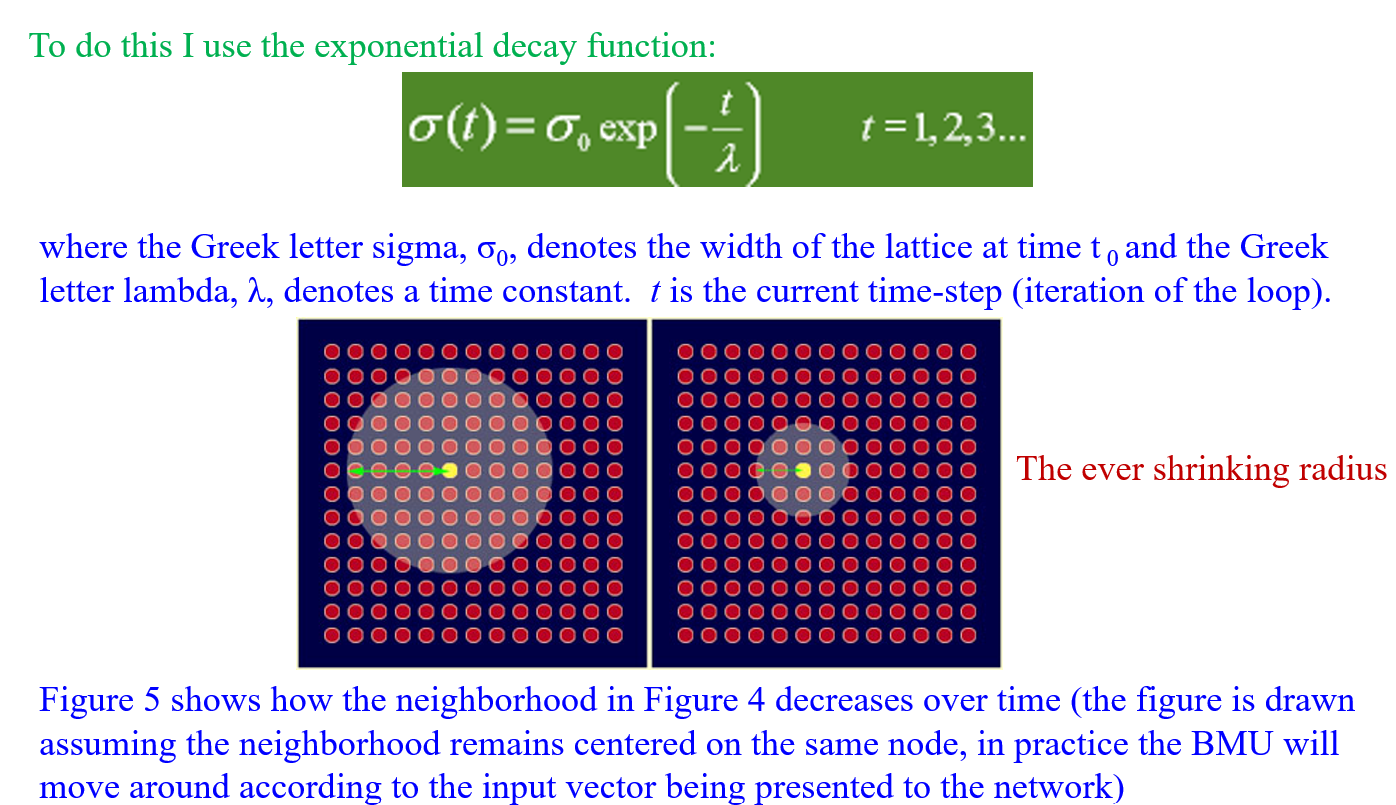 To do this I use the exponential decay function:
σ(t) = σ₀ exp(−t/λ) t = 1, 2, 3...
where the Greek letter sigma, σ₀, denotes the width of the lattice at time t ₀ and the Greek
letter lambda, λ, denotes a time constant. t is the current time-step (iteration of the loop).
The ever shrinking radius
Figure 5 shows how the neighborhood in Figure 4 decreases over time (the figure is drawn
assuming the neighborhood remains centered on the same node, in practice the BMU will
move around according to the input vector being presented to the network)